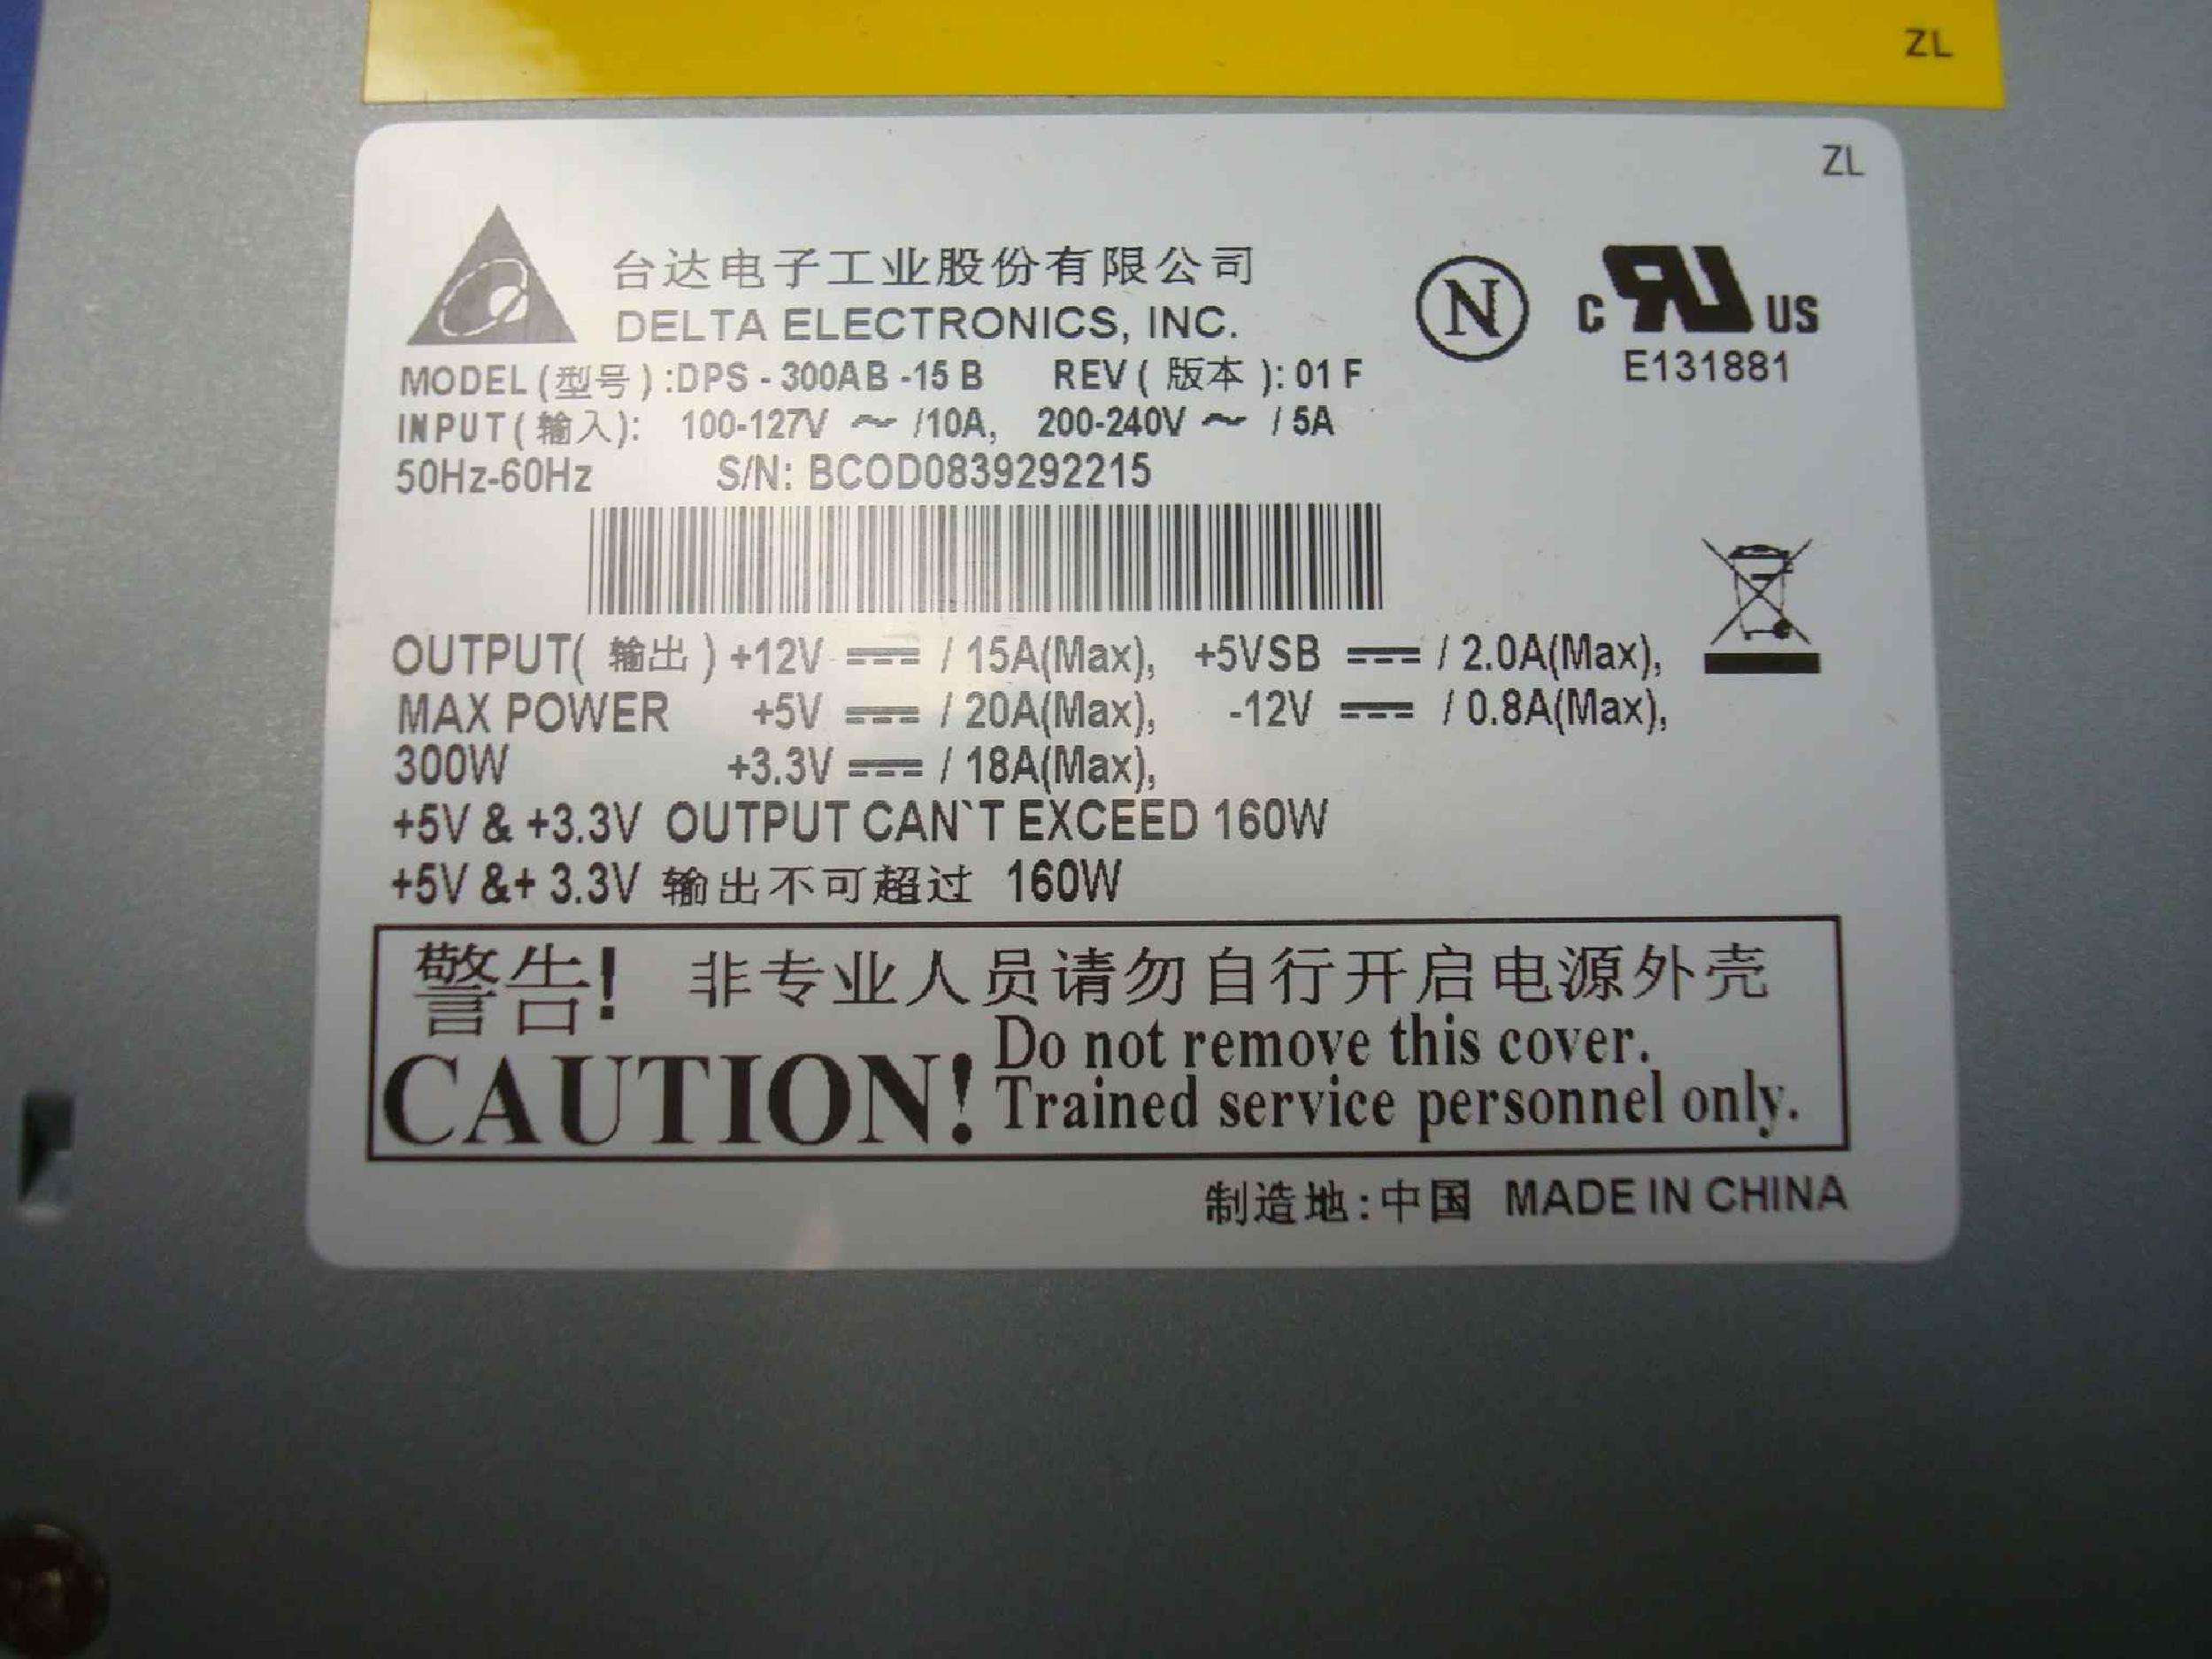 ZL
ZL
台达电子工业股份有限公司
DELTA ELECTRONICS, INC.
N
C RU US
E131881
MODEL (型号) :DPS - 300AB -15 B REV ( 版本 ): 01 F
INPUT ( 输入): 100-127V ~ /10A, 200-240V ~ / 5A
50Hz-60Hz S/N: BCOD0839292215
OUTPUT( 输出 ) +12V ⎓ / 15A(Max), +5VSB ⎓ / 2.0A(Max),
MAX POWER +5V ⎓ / 20A(Max), -12V ⎓ / 0.8A(Max),
300W +3.3V ⎓ / 18A(Max),
+5V & +3.3V OUTPUT CAN`T EXCEED 160W
+5V &+ 3.3V 输出不可超过 160W
警告! 非专业人员请勿自行开启电源外壳
CAUTION! Do not remove this cover.
Trained service personnel only.
制造地:中国 MADE IN CHINA